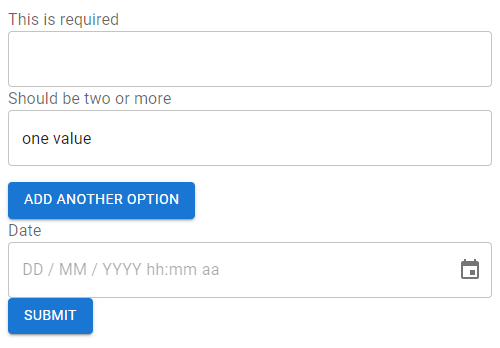 This is required
Should be two or more
one value
ADD ANOTHER OPTION
Date
DD / MM / YYYY hh:mm aa
SUBMIT